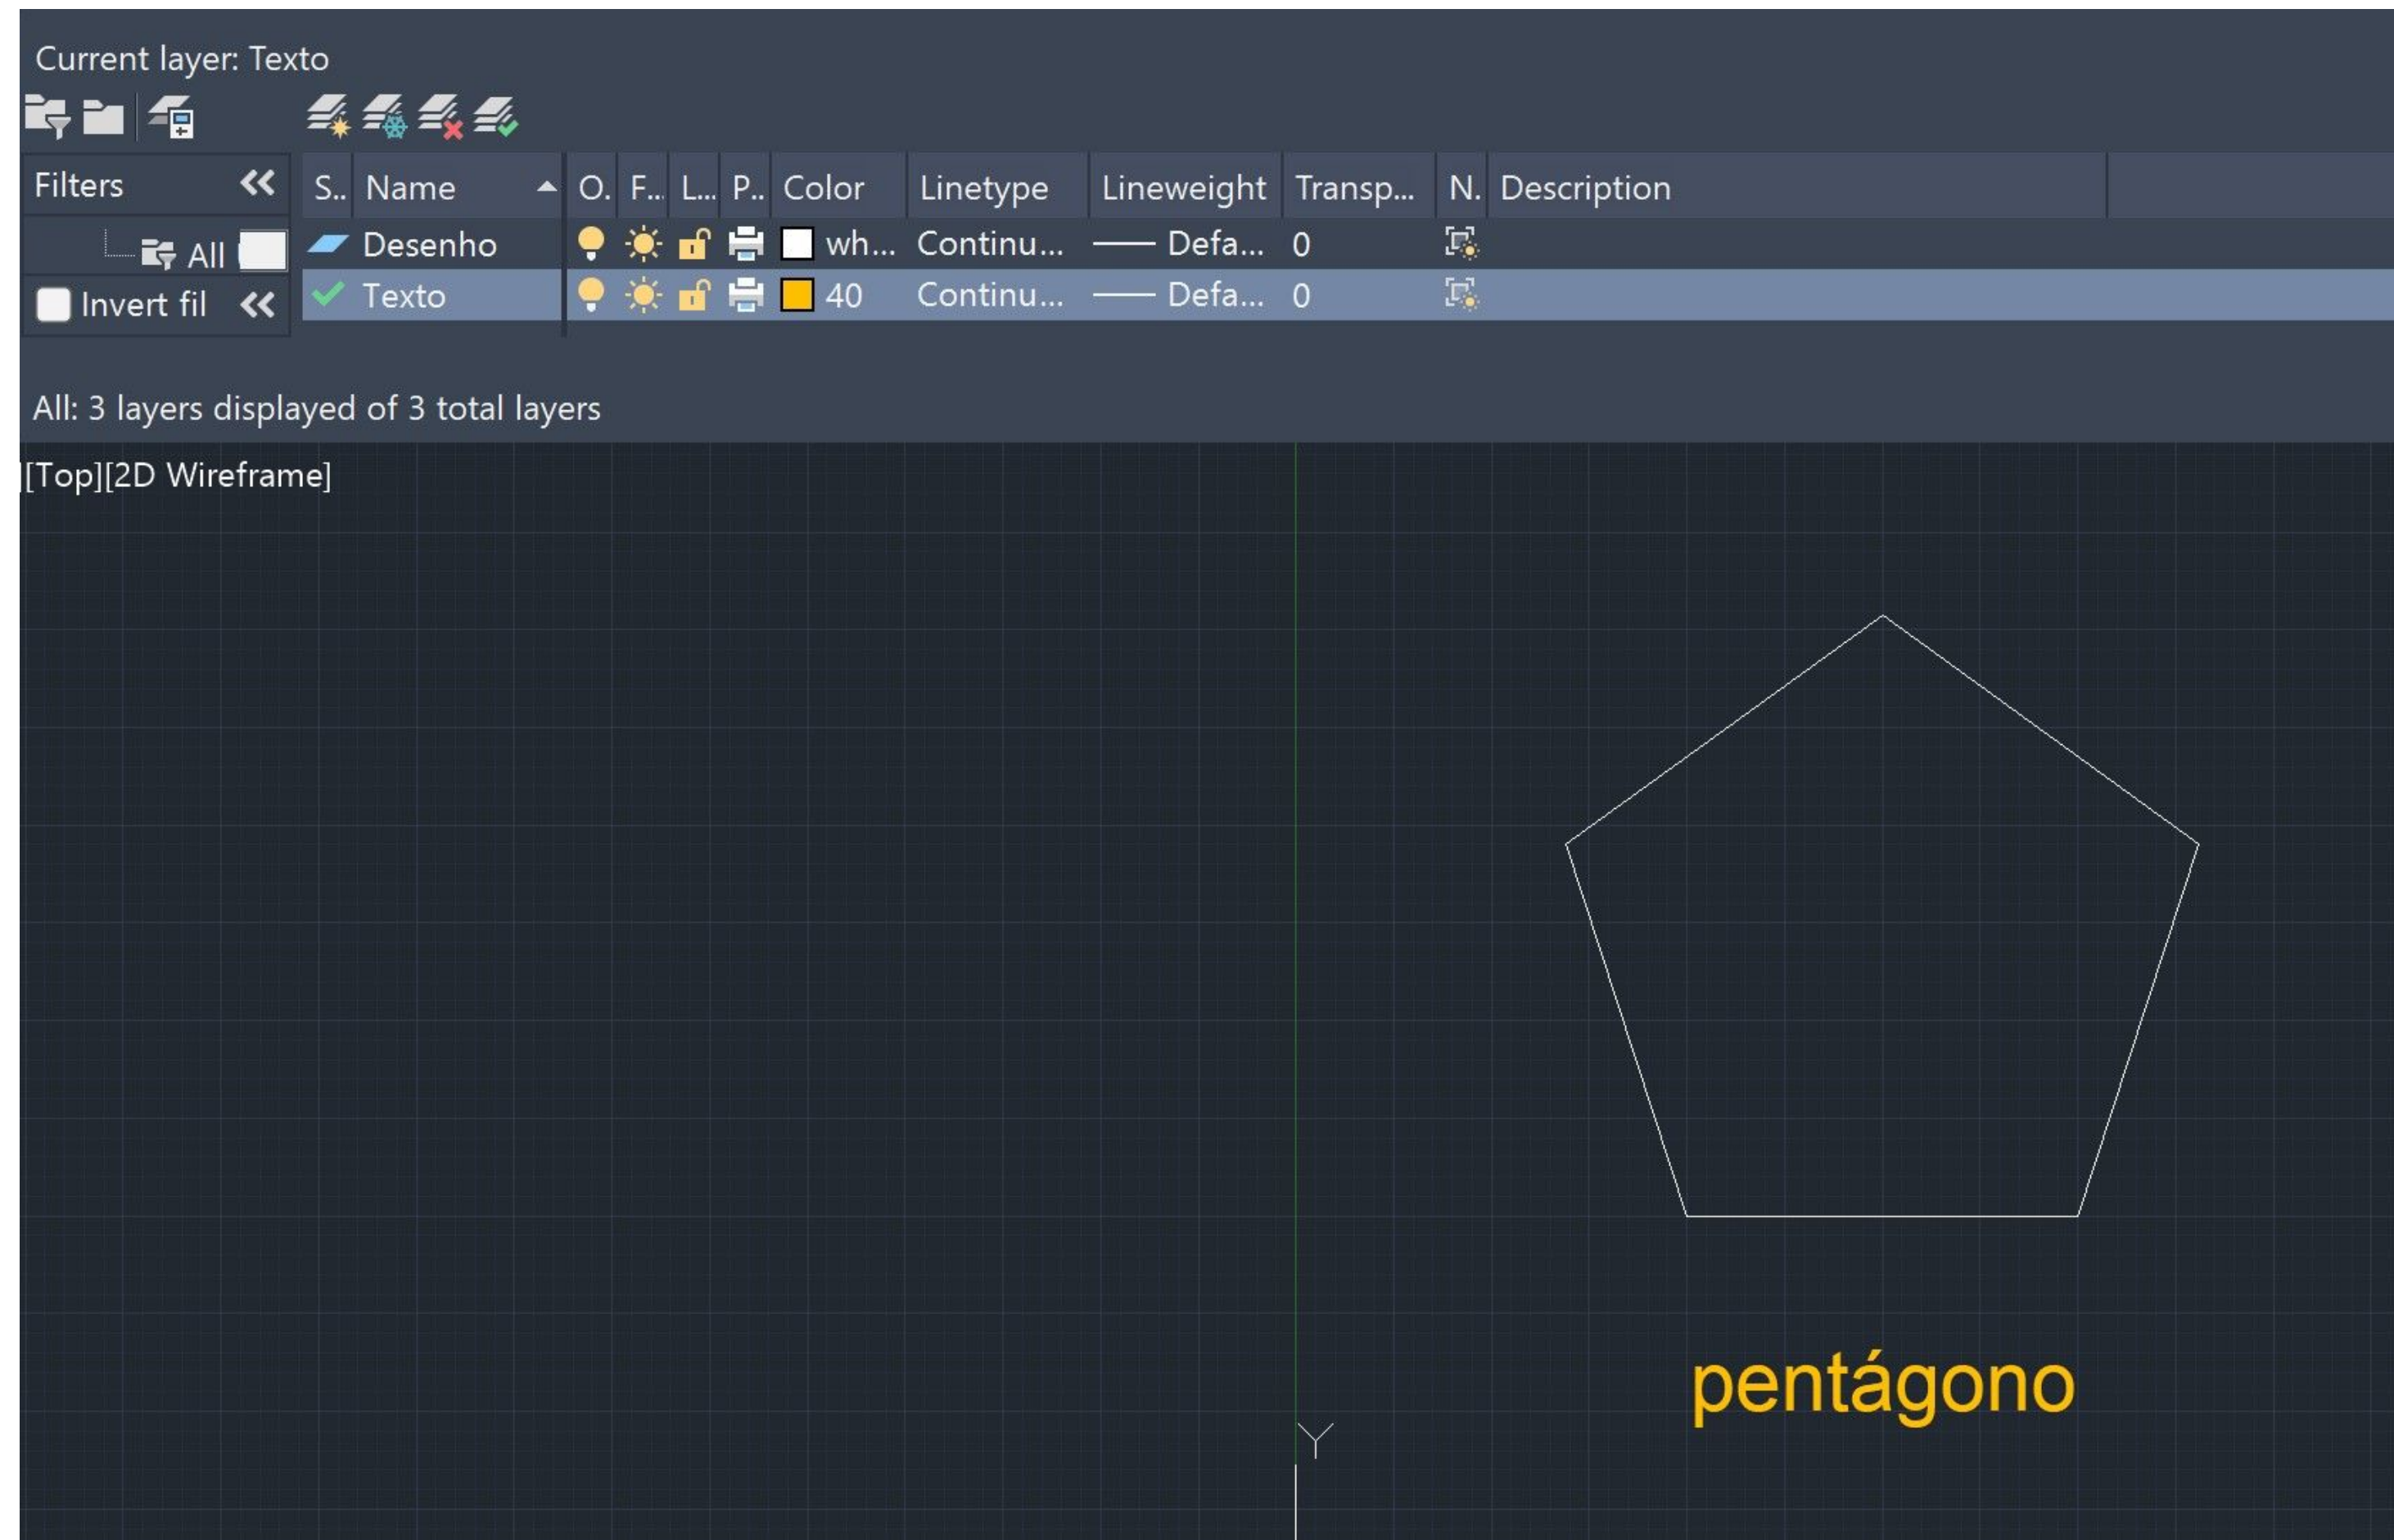 Current layer: Texto
Filters S.. Name O. F... L... P.. Color Linetype Lineweight Transp... N. Description
All Desenho wh... Continu... Defa... 0
Invert fil Texto 40 Continu... Defa... 0
All: 3 layers displayed of 3 total layers
[Top][2D Wireframe]
pentágono
Y